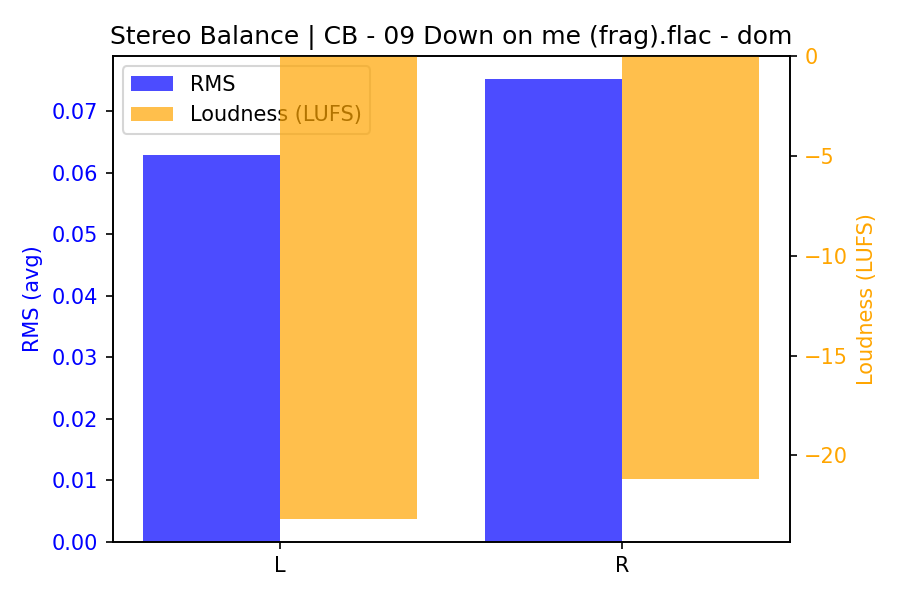 Stereo Balance | CB - 09 Down on me (frag).flac - dom
RMS
Loudness (LUFS)
0.07
0.06
0.05
0.04
0.03
0.02
0.01
0.00
RMS (avg)
0
−5
−10
−15
−20
Loudness (LUFS)
L
R